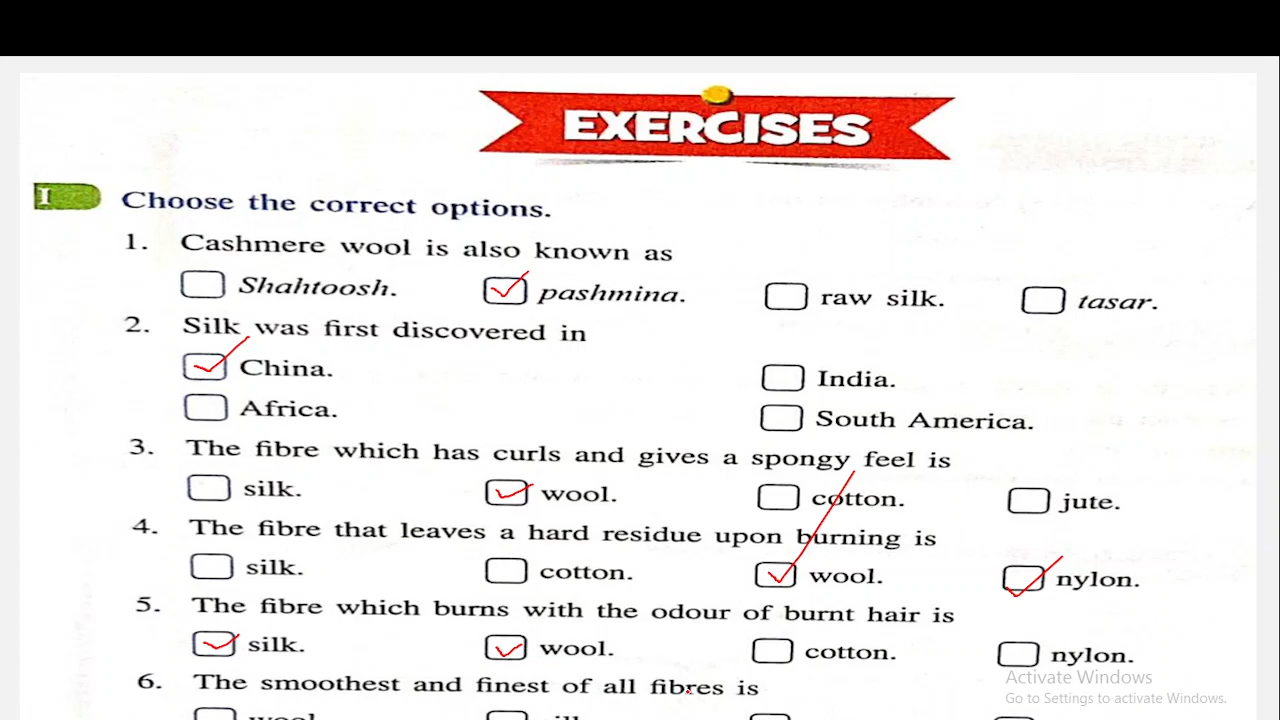 EXERCISES
I Choose the correct options.
1. Cashmere wool is also known as
Shahtoosh. pashmina. raw silk. tasar.
2. Silk was first discovered in
China. India.
Africa. South America.
3. The fibre which has curls and gives a spongy feel is
silk. wool. cotton. jute.
4. The fibre that leaves a hard residue upon burning is
silk. cotton. wool. nylon.
5. The fibre which burns with the odour of burnt hair is
silk. wool. cotton. nylon.
Activate Windows
6. The smoothest and finest of all fibres is
Go to Settings to activate Windows.